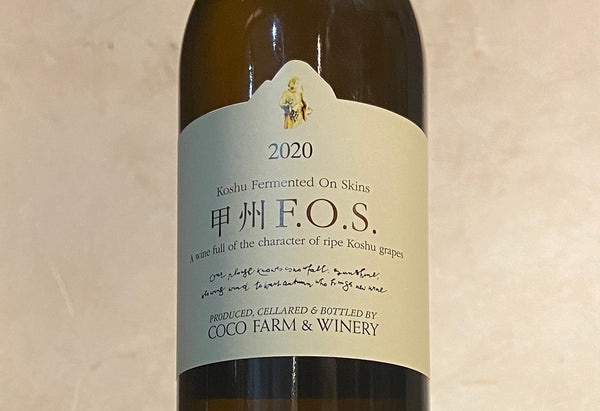 2020
Koshu Fermented On Skins
甲州 F.O.S.
A wine full of the character of ripe Koshu grapes
PRODUCED, CELLARED & BOTTLED BY
COCO FARM & WINERY